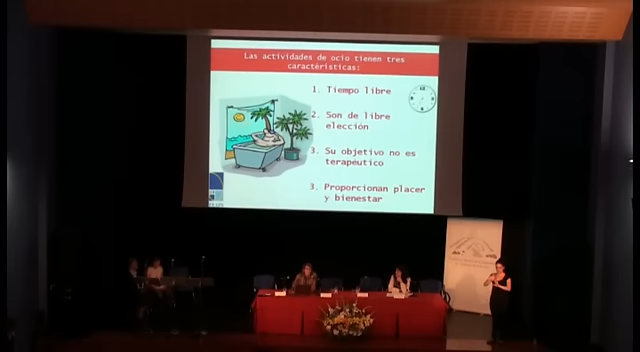 Las actividades de ocio tienen tres
características:
1. Tiempo libre
2. Son de libre
elección
3. Su objetivo no es
terapéutico
3. Proporcionan placer
y bienestar